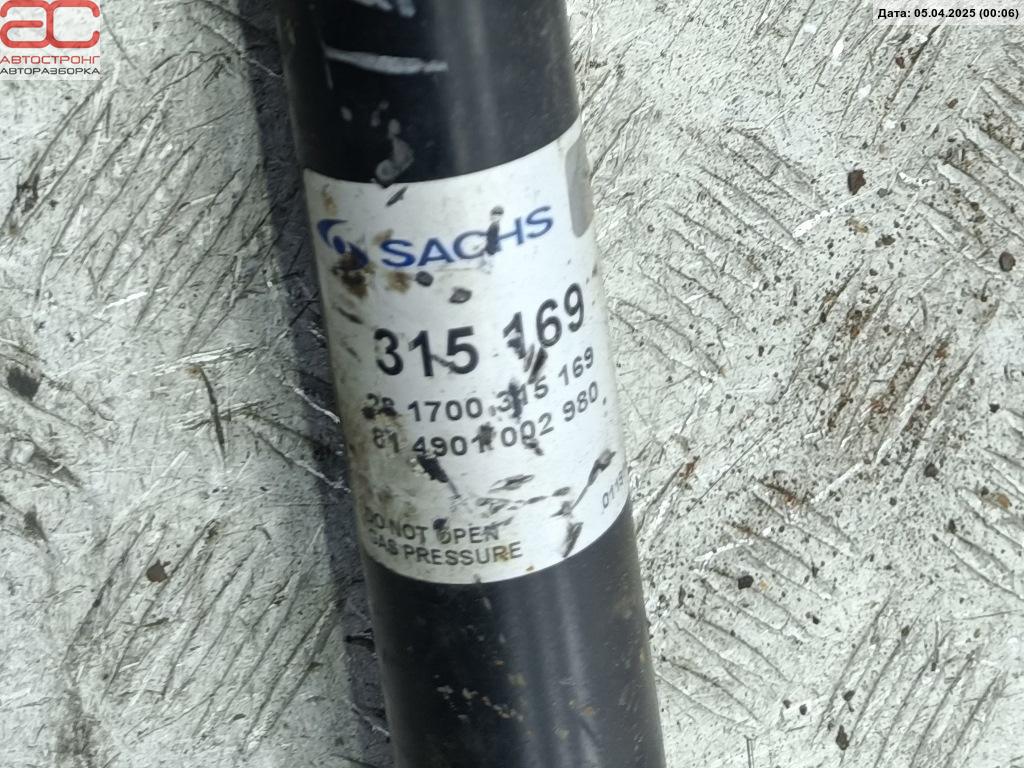 ac
АВТОСТРОНГ
АВТОРАЗБОРКА
Дата: 05.04.2025 (00:06)
SACHS
315 169
28 1700 315 169
81 4901 002 980
DO NOT OPEN
GAS PRESSURE